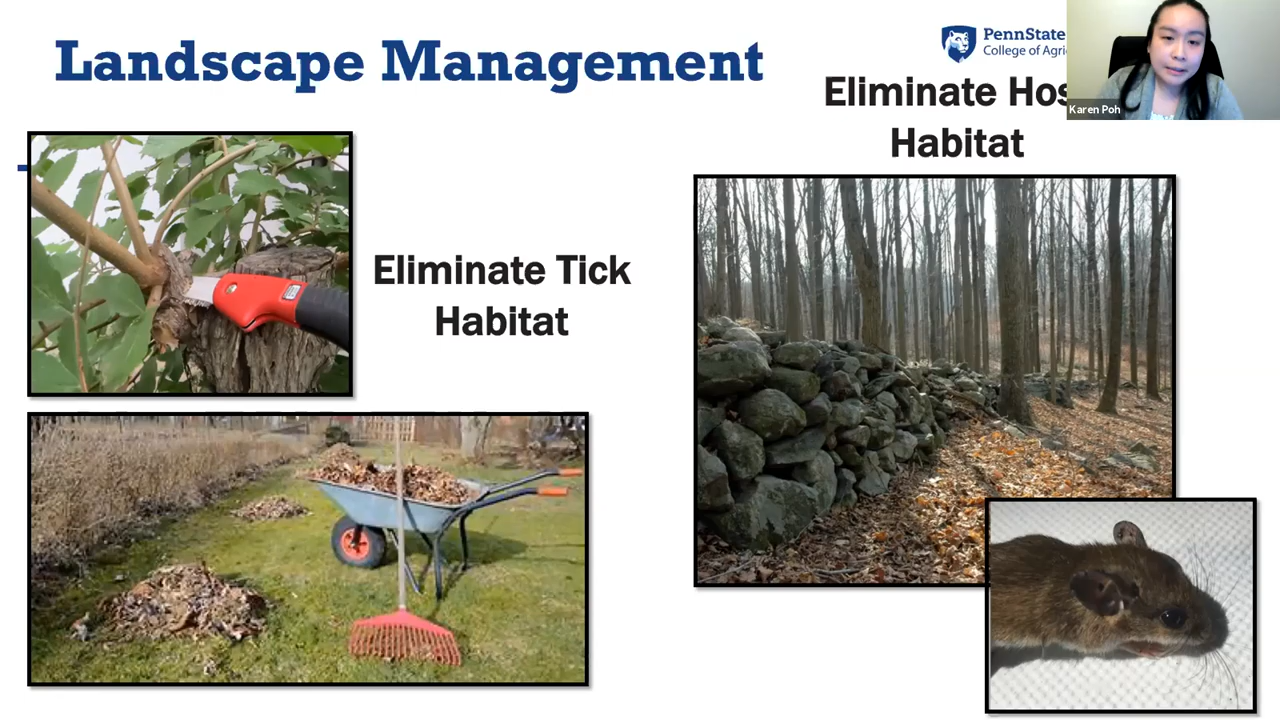 Landscape Management
PennState
College of Agri
Eliminate Hos
Habitat
Karen Poh
Eliminate Tick
Habitat